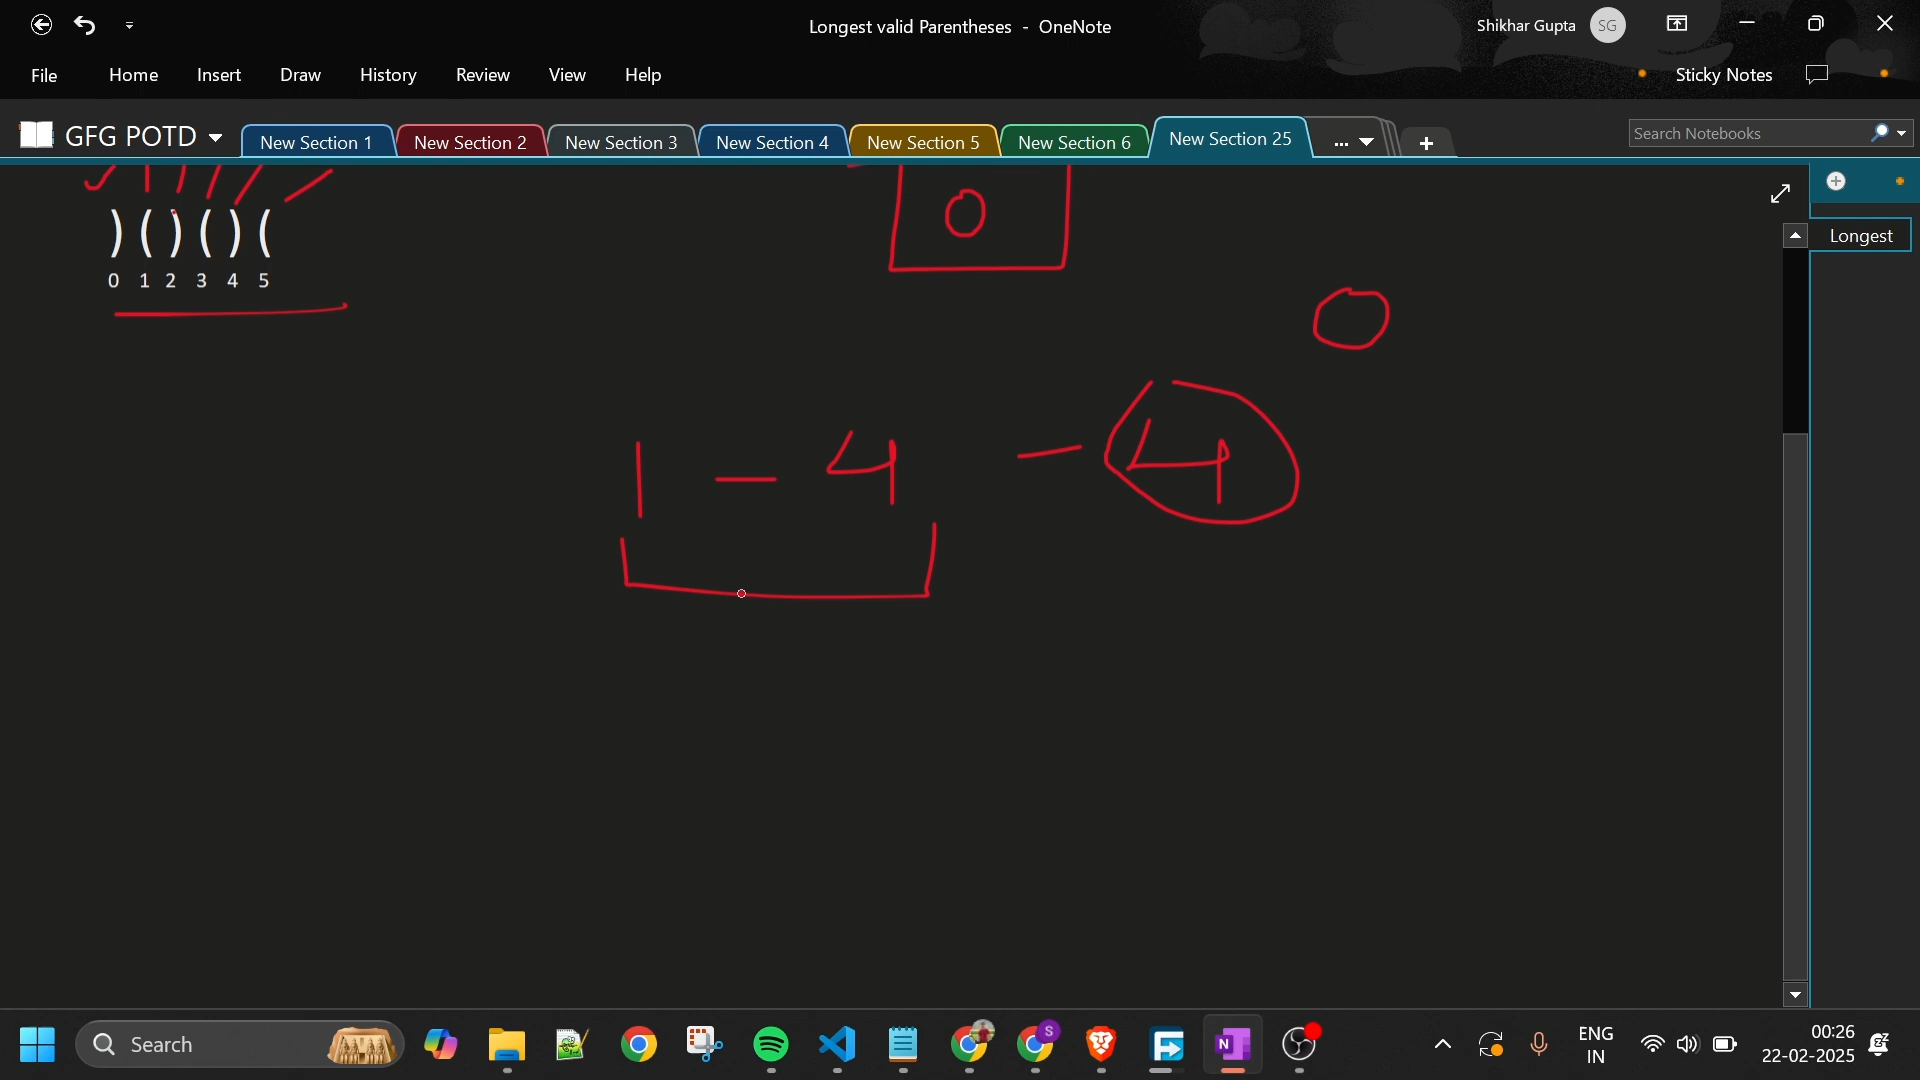 Longest valid Parentheses - OneNote
Shikhar Gupta SG
File Home Insert Draw History Review View Help
Sticky Notes
GFG POTD New Section 1 New Section 2 New Section 3 New Section 4 New Section 5 New Section 6 New Section 25 ... +
Search Notebooks
Longest
0
) ( ) ( ) (
0 1 2 3 4 5
0
1 - 4 - 4
Search
S
N
ENG
IN
00:26
22-02-2025